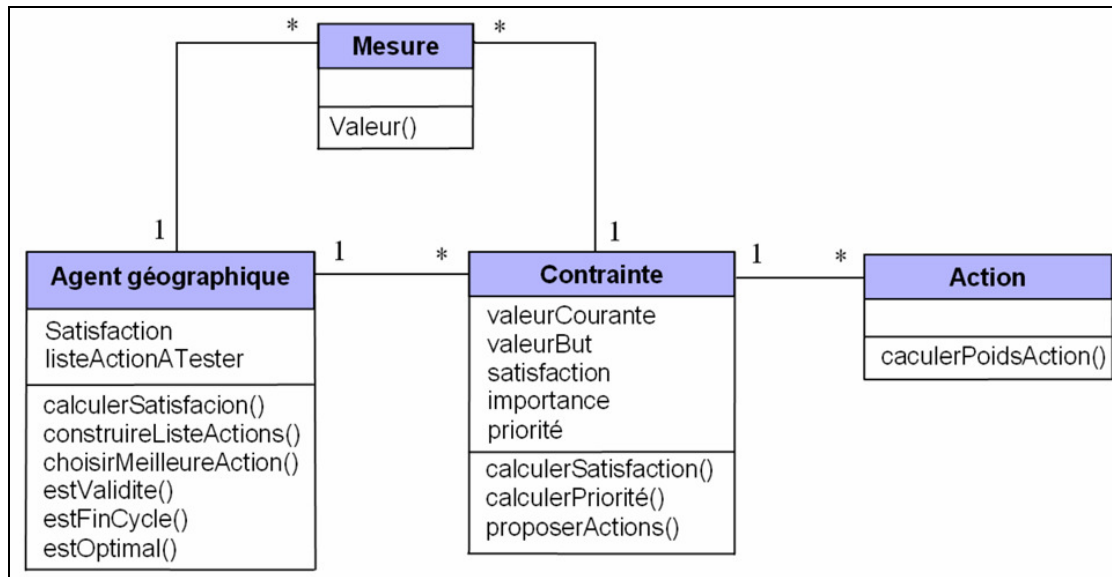 * Mesure *
Valeur()
1
1
Agent géographique
1
*
Contrainte
1
*
Action
Satisfaction
listeActionATester
calculerSatisfacion()
construireListeActions()
choisirMeilleureAction()
estValidite()
estFinCycle()
estOptimal()
valeurCourante
valeurBut
satisfaction
importance
priorité
calculerSatisfaction()
calculerPriorité()
proposerActions()
caculerPoidsAction()